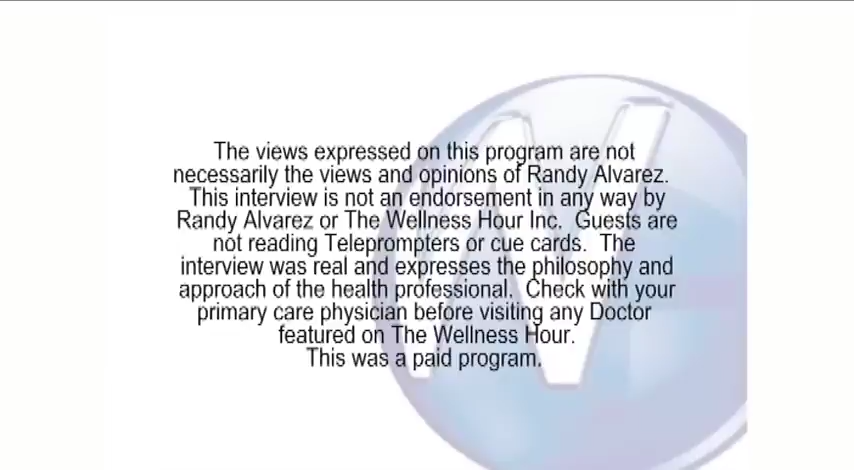 The views expressed on this program are not
necessarily the views and opinions of Randy Alvarez.
This interview is not an endorsement in any way by
Randy Alvarez or The Wellness Hour Inc. Guests are
not reading Teleprompters or cue cards. The
interview was real and expresses the philosophy and
approach of the health professional. Check with your
primary care physician before visiting any Doctor
featured on The Wellness Hour.
This was a paid program.